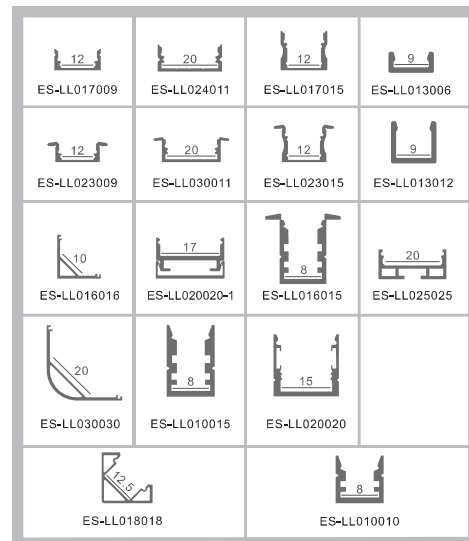 12 20 12 9
ES-LL017009 ES-LL024011 ES-LL017015 ES-LL013006
12 20 12 9
ES-LL023009 ES-LL030011 ES-LL023015 ES-LL013012
10 17 8 20
ES-LL016016 ES-LL020020-1 ES-LL016015 ES-LL025025
20 8 15
ES-LL030030 ES-LL010015 ES-LL020020
12.5 8
ES-LL018018 ES-LL010010